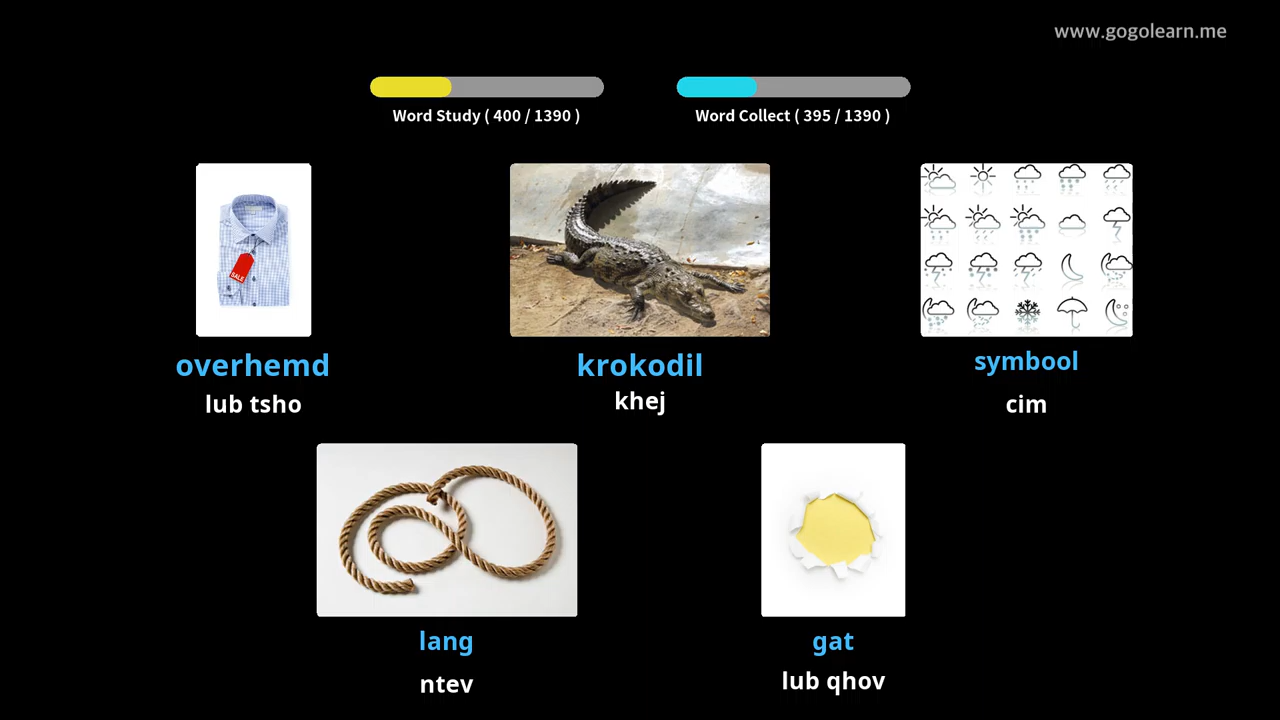 www.gogolearn.me
Word Study ( 400 / 1390 )
Word Collect ( 395 / 1390 )
SALE
overhemd
krokodil
symbool
lub tsho
khej
cim
lang
gat
ntev
lub qhov